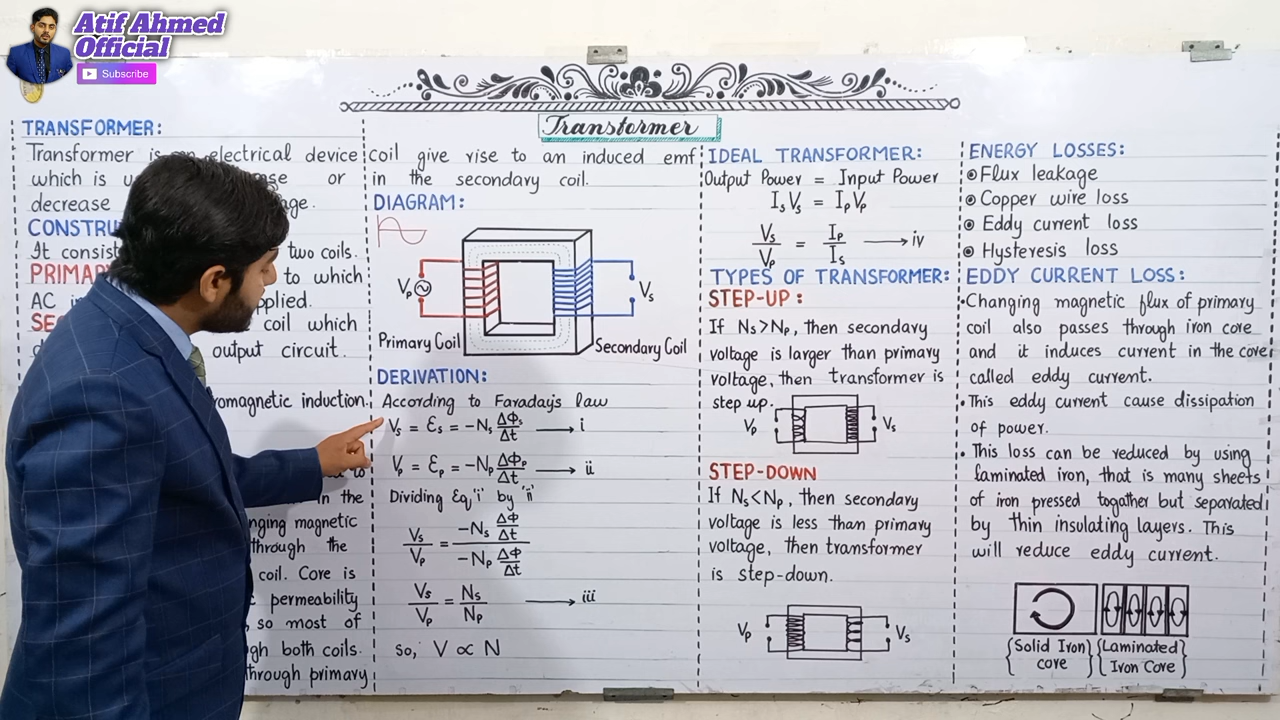 Atif Ahmed
Official
Subscribe
Transformer
TRANSFORMER:
Transformer is electrical device
which is or
decrease
It consist two coils.
to which
AC
coil which
output circuit.
romagnetic induction.
to
in the
nging magnetic
through the
coil. Core is
permeability
, so most of
gh both coils.
through primary
coil give rise to an induced emf
in the secondary coil.
DIAGRAM:
Vp
Vs
Primary Coil
Secondary Coil
DERIVATION:
According to Faraday's law
Vs = Ɛs = -Ns ΔΦs/Δt ⟶ i
Vp = Ɛp = -Np ΔΦp/Δt ⟶ ii
Dividing Eq 'i' by 'ii'
Vs/Vp = (-Ns ΔΦ/Δt)/(-Np ΔΦ/Δt)
Vs/Vp = Ns/Np ⟶ iii
so, V ∝ N
IDEAL TRANSFORMER:
Output Power = Input Power
IsVs = IpVp
Vs/Vp = Ip/Is ⟶ iv
TYPES OF TRANSFORMER:
STEP-UP:
If Ns>Np, then secondary
voltage is larger than primary
voltage, then transformer is
step up.
Vp
Vs
STEP-DOWN
If Ns<Np, then secondary
voltage is less than primary
voltage, then transformer
is step-down.
Vp
Vs
ENERGY LOSSES:
Flux leakage
Copper wire loss
Eddy current loss
Hysteresis loss
EDDY CURRENT LOSS:
•Changing magnetic flux of primary
coil also passes through iron core
and it induces current in the core
called eddy current.
•This eddy current cause dissipation
of power.
•This loss can be reduced by using
laminated iron, that is many sheets
of iron pressed togather but separated
by thin insulating layers. This
will reduce eddy current.
{Solid Iron
core}
{Laminated
Iron Core}